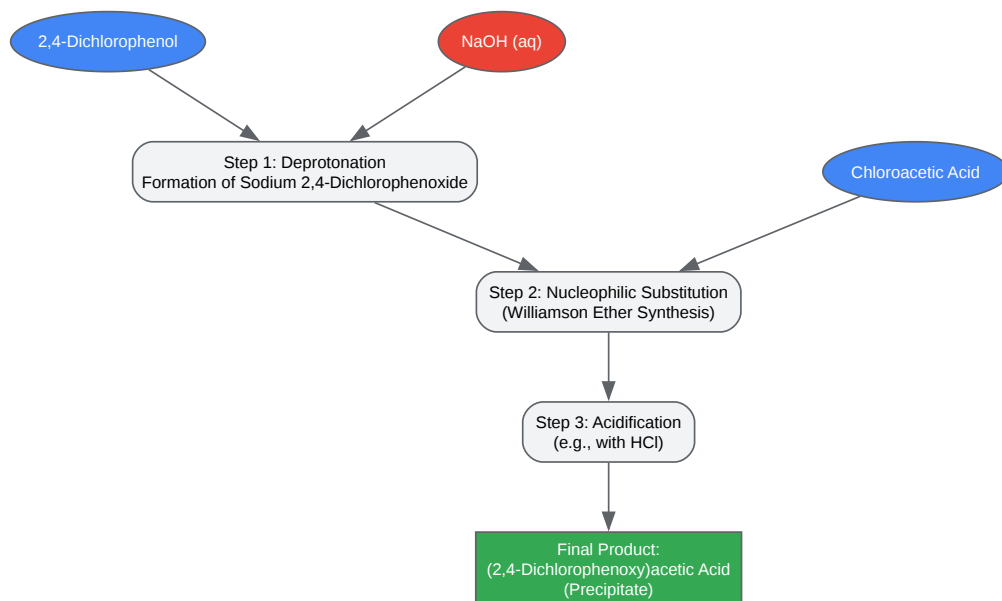 2,4-Dichlorophenol
NaOH (aq)
Step 1: Deprotonation
Formation of Sodium 2,4-Dichlorophenoxide
Chloroacetic Acid
Step 2: Nucleophilic Substitution
(Williamson Ether Synthesis)
Step 3: Acidification
(e.g., with HCl)
Final Product:
(2,4-Dichlorophenoxy)acetic Acid
(Precipitate)